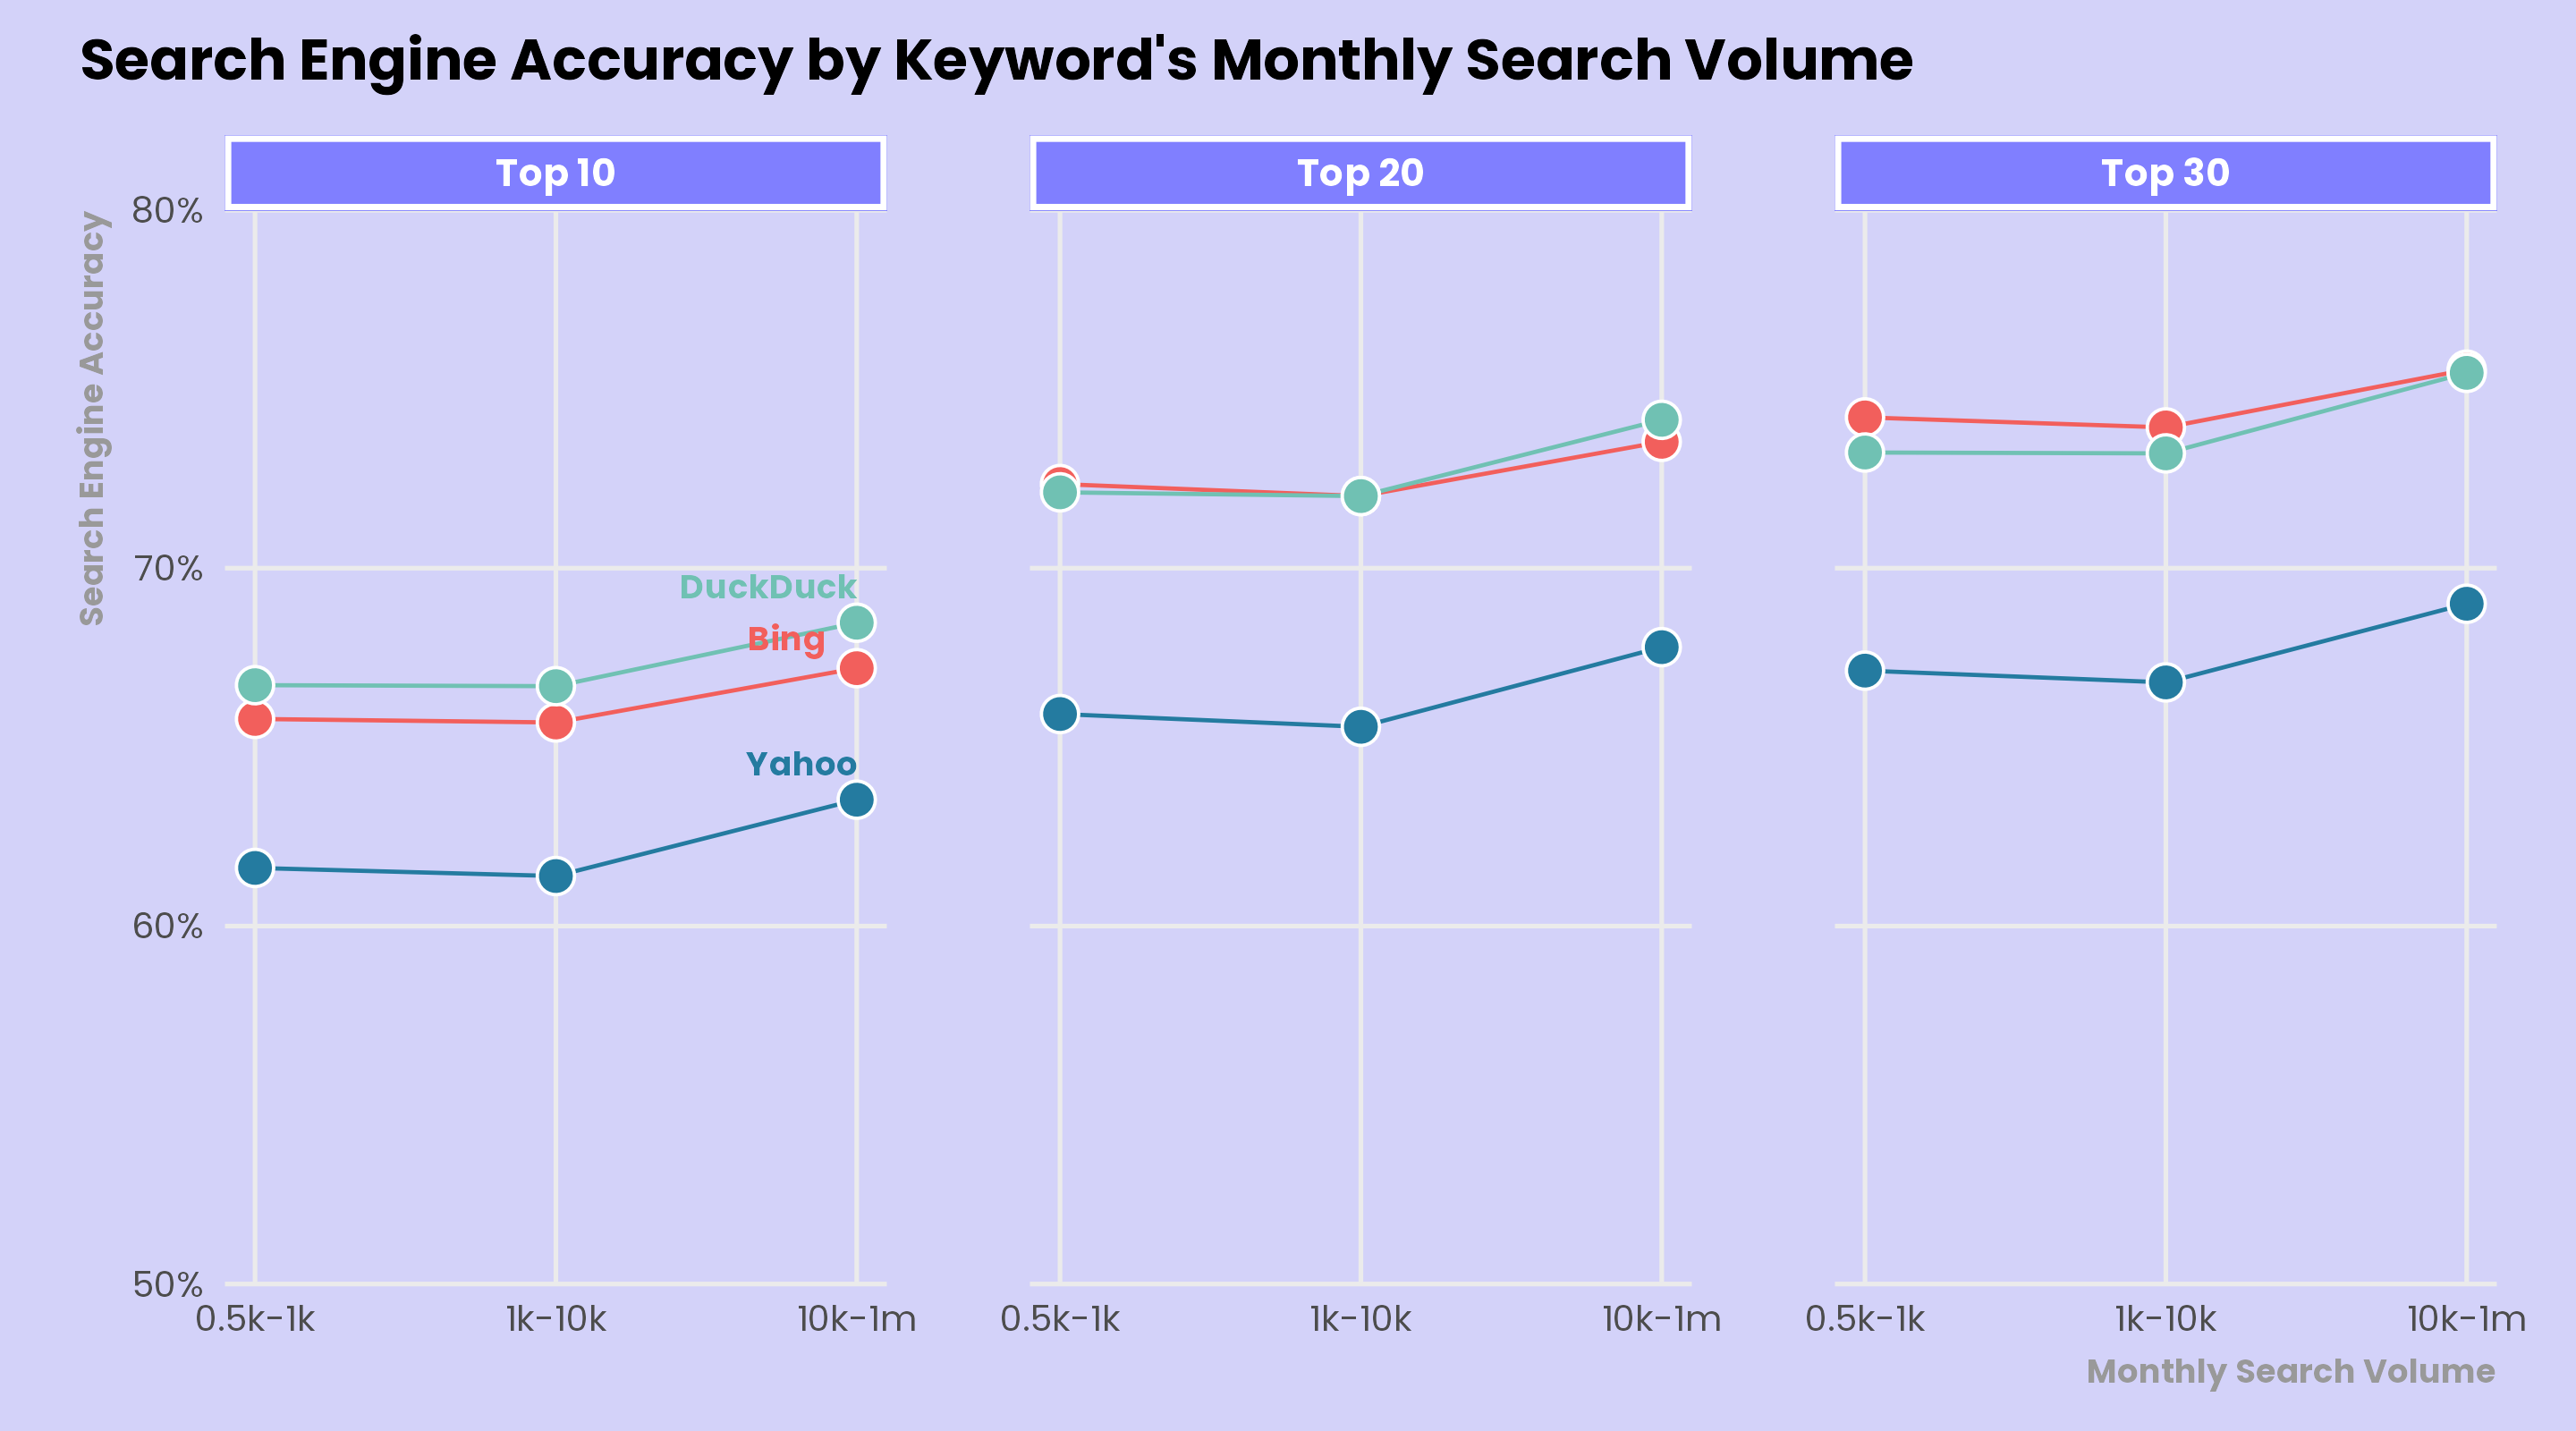 Search Engine Accuracy by Keyword's Monthly Search Volume
Top 10
Top 20
Top 30
Search Engine Accuracy
80%
70%
60%
50%
DuckDuck
Bing
Yahoo
0.5k-1k 1k-10k 10k-1m
0.5k-1k 1k-10k 10k-1m
0.5k-1k 1k-10k 10k-1m
Monthly Search Volume